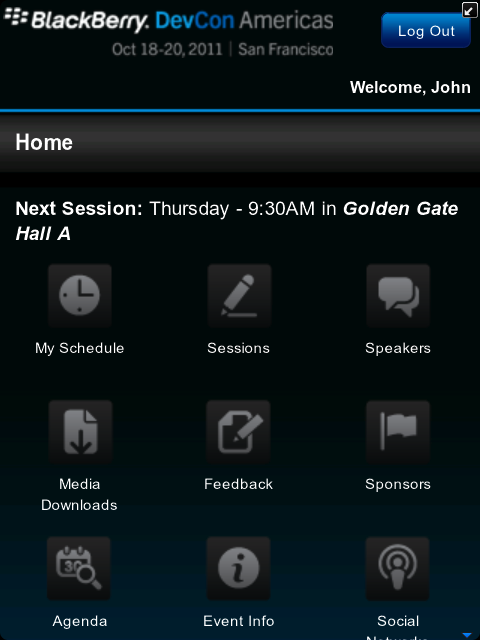 BlackBerry. DevCon Americas
Oct 18-20, 2011 | San Francisco
Log Out
Welcome, John
Home
Next Session: Thursday - 9:30AM in Golden Gate
Hall A
My Schedule
Sessions
Speakers
Media
Downloads
Feedback
Sponsors
30
Agenda
Event Info
Social
Networks